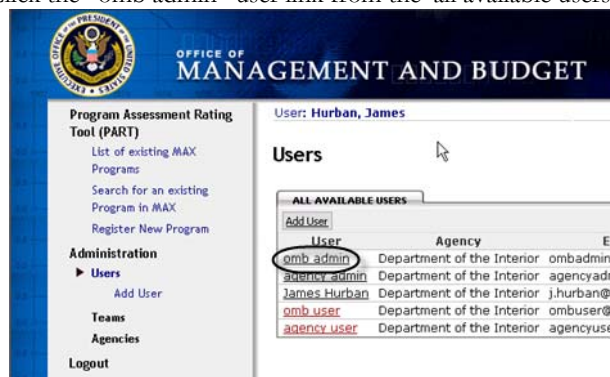 click the "omb admin" user link from the "all available users
OFFICE OF
MANAGEMENT AND BUDGET
Program Assessment Rating
Tool (PART)
List of existing MAX
Programs
Search for an existing
Program in MAX
Register New Program
Administration
Users
Add User
Teams
Agencies
Logout
User: Hurban, James
Users
ALL AVAILABLE USERS
Add User
User Agency E
omb admin Department of the Interior ombadmin
agency admin Department of the Interior agencyad
James Hurban Department of the Interior j.hurban@
omb user Department of the Interior ombuser@
agency user Department of the Interior agencyuse